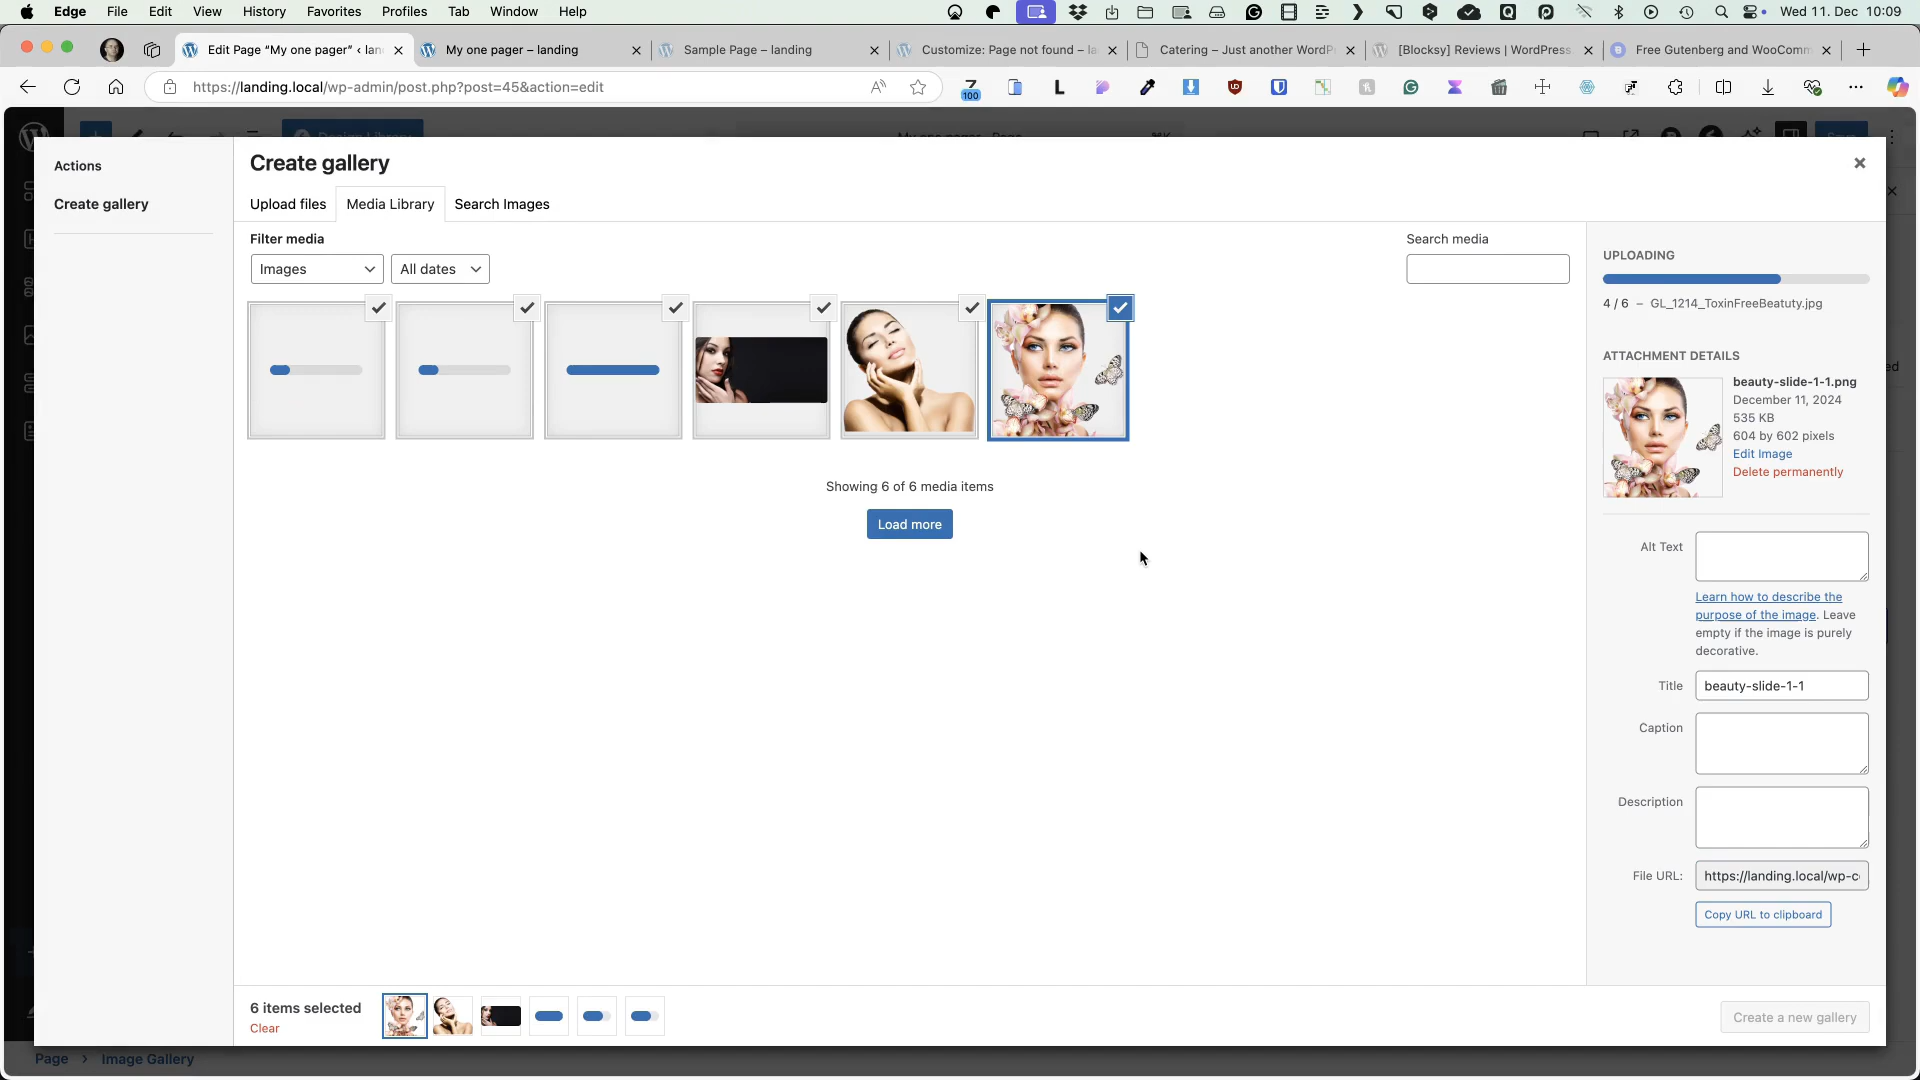 Edge File Edit View History Favorites Profiles Tab Window Help Wed 11. Dec 10:09
Edit Page “My one pager” ‹ lan
My one pager – landing
Sample Page – landing
Customize: Page not found – la
Catering – Just another WordP
[Blocksy] Reviews | WordPress
Free Gutenberg and WooComm
https://landing.local/wp-admin/post.php?post=45&action=edit
100
Actions
Create gallery
Create gallery
Upload files
Media Library
Search Images
Filter media
Images
All dates
Search media
Showing 6 of 6 media items
Load more
UPLOADING
4 / 6 – GL_1214_ToxinFreeBeatuty.jpg
ATTACHMENT DETAILS
beauty-slide-1-1.png
December 11, 2024
535 KB
604 by 602 pixels
Edit Image
Delete permanently
Alt Text
Learn how to describe the
purpose of the image. Leave
empty if the image is purely
decorative.
Title
beauty-slide-1-1
Caption
Description
File URL:
https://landing.local/wp-c
Copy URL to clipboard
6 items selected
Clear
Create a new gallery
Page › Image Gallery